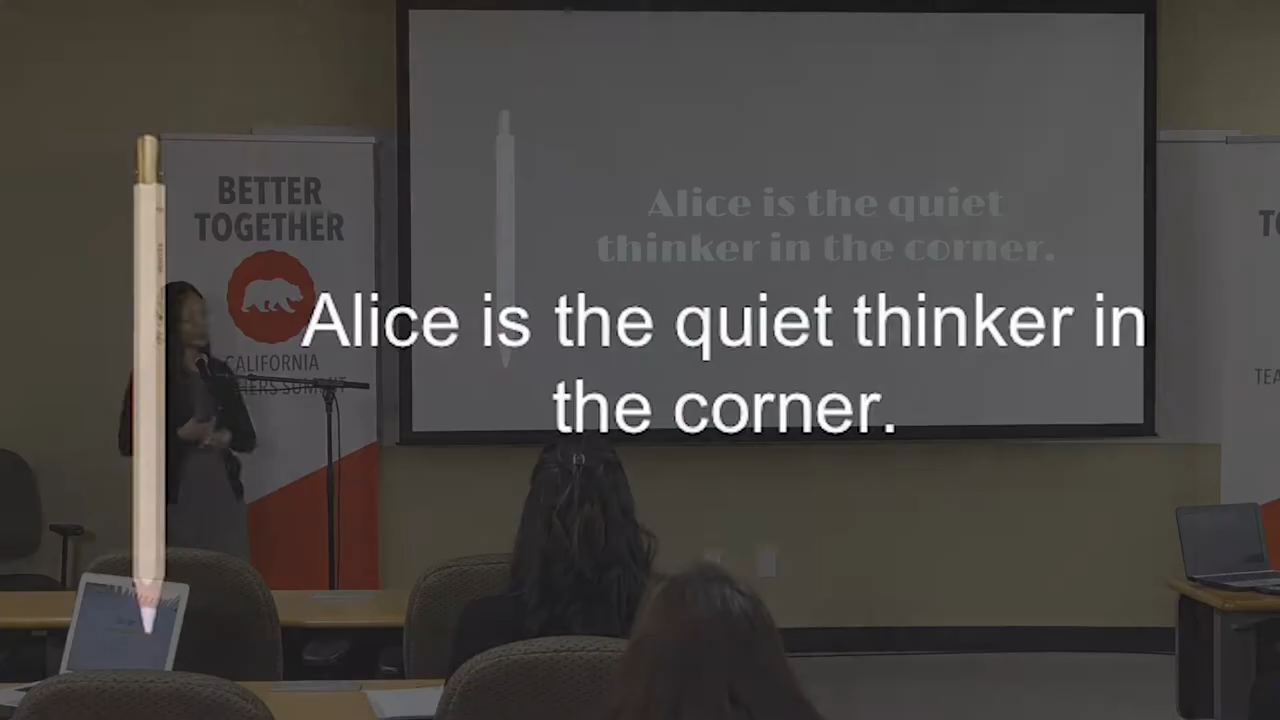 BETTER
TOGETHER
CALIFORNIA
Alice is the quiet
thinker in the corner.
Alice is the quiet thinker in
the corner.